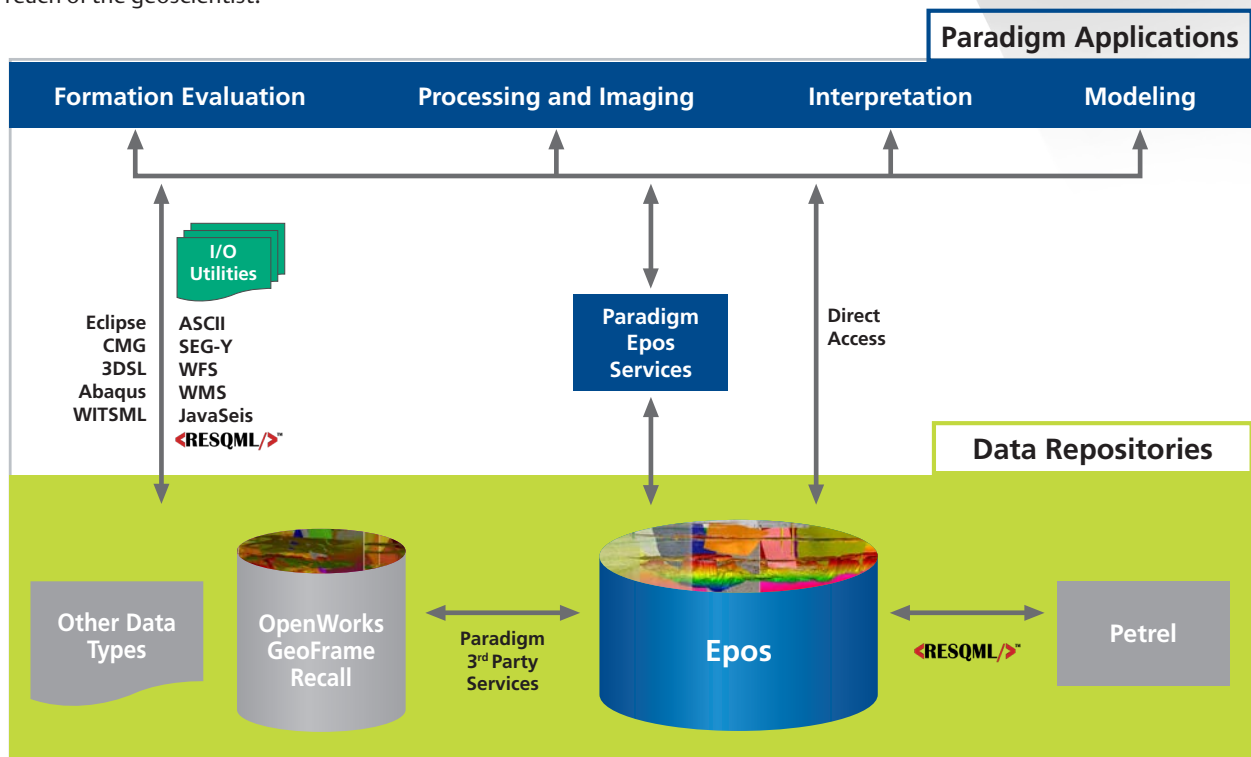 reach of the geoscientist.
Paradigm Applications
Formation Evaluation
Processing and Imaging
Interpretation
Modeling
I/O
Utilities
Eclipse
CMG
3DSL
Abaqus
WITSML
ASCII
SEG-Y
WFS
WMS
JavaSeis
<RESQML/>™
Paradigm
Epos
Services
Direct
Access
Data Repositories
Other Data
Types
OpenWorks
GeoFrame
Recall
Paradigm
3rd Party
Services
Epos
<RESQML/>™
Petrel